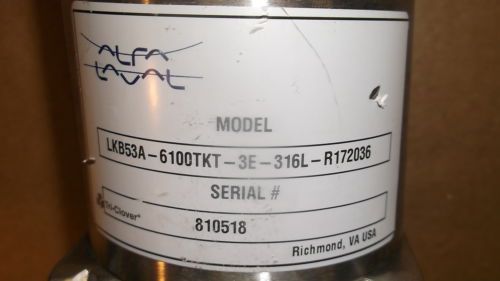 ALFA
LAVAL
MODEL
LKB53A-6100TKT-3E-316L-R172036
SERIAL #
Tri-Clover®
810518
Richmond, VA USA